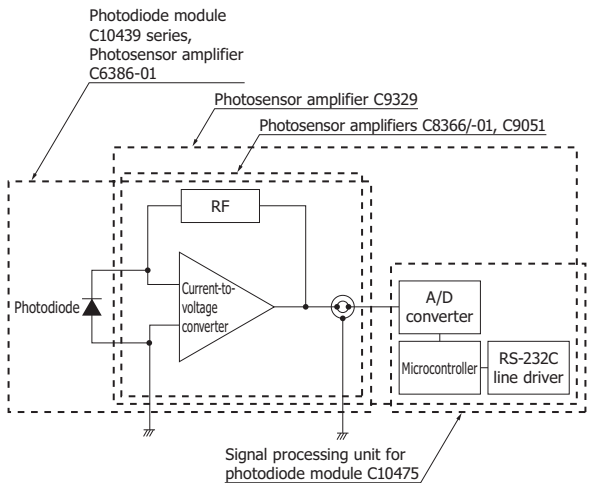 Photodiode module
C10439 series,
Photosensor amplifier
C6386-01
Photosensor amplifier C9329
Photosensor amplifiers C8366/-01, C9051
RF
Photodiode
Current-to-
voltage
converter
A/D
converter
Microcontroller
RS-232C
line driver
Signal processing unit for
photodiode module C10475